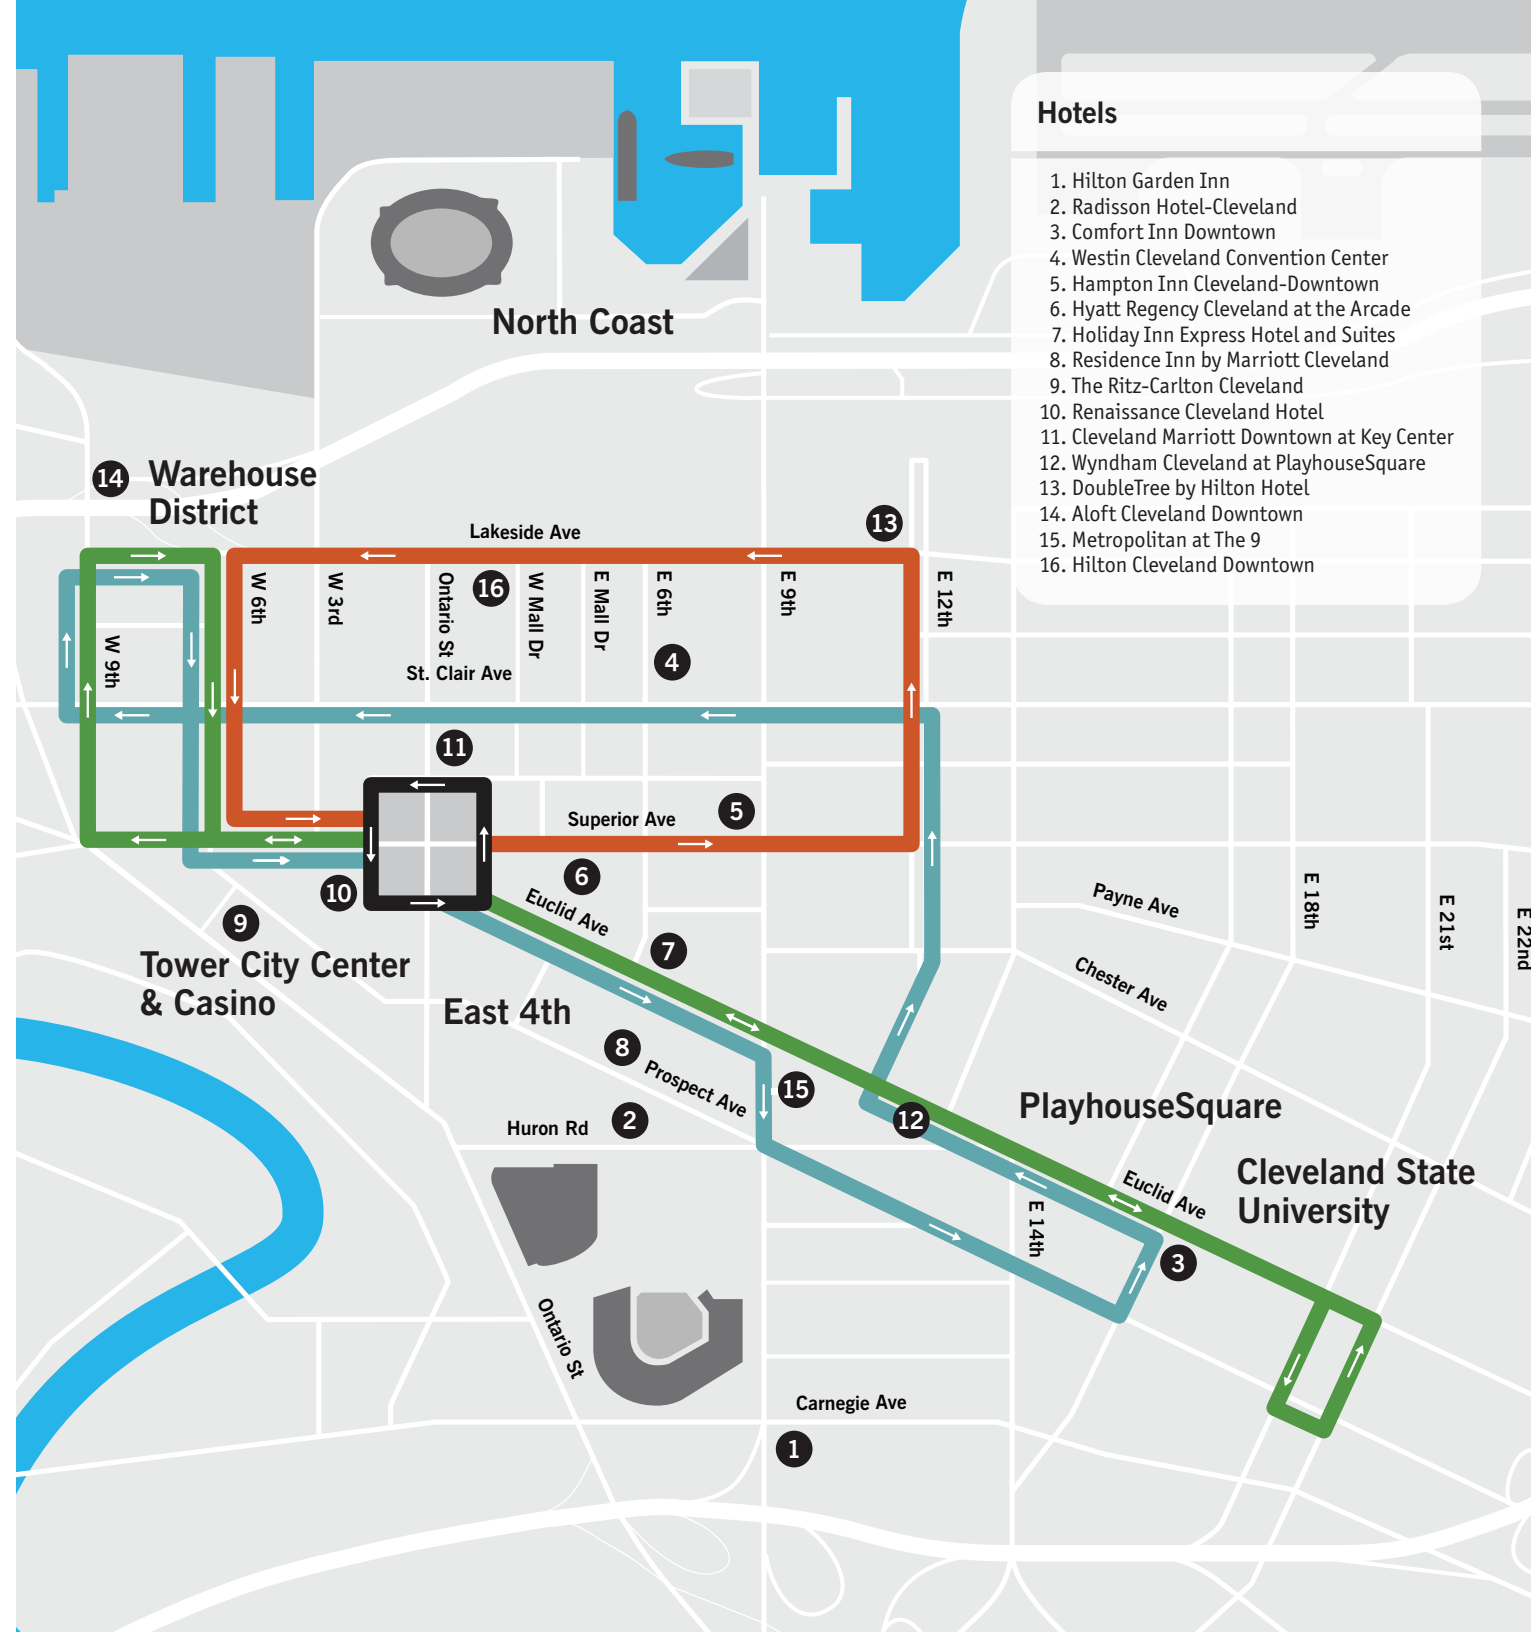 Hotels
1. Hilton Garden Inn
2. Radisson Hotel-Cleveland
3. Comfort Inn Downtown
4. Westin Cleveland Convention Center
5. Hampton Inn Cleveland-Downtown
6. Hyatt Regency Cleveland at the Arcade
7. Holiday Inn Express Hotel and Suites
8. Residence Inn by Marriott Cleveland
9. The Ritz-Carlton Cleveland
10. Renaissance Cleveland Hotel
11. Cleveland Marriott Downtown at Key Center
12. Wyndham Cleveland at PlayhouseSquare
13. DoubleTree by Hilton Hotel
14. Aloft Cleveland Downtown
15. Metropolitan at The 9
16. Hilton Cleveland Downtown
North Coast
14
Warehouse
District
Lakeside Ave
13
W 6th
W 3rd
Ontario St
16
W Mall Dr
E Mall Dr
E 6th
E 9th
E 12th
W 9th
4
St. Clair Ave
11
Superior Ave
5
6
10
Euclid Ave
9
7
Tower City Center
& Casino
East 4th
Payne Ave
E 18th
E 21st
E 22nd
Chester Ave
8
Prospect Ave
15
2
Huron Rd
12
PlayhouseSquare
Euclid Ave
Cleveland State
University
E 14th
3
Ontario St
Carnegie Ave
1